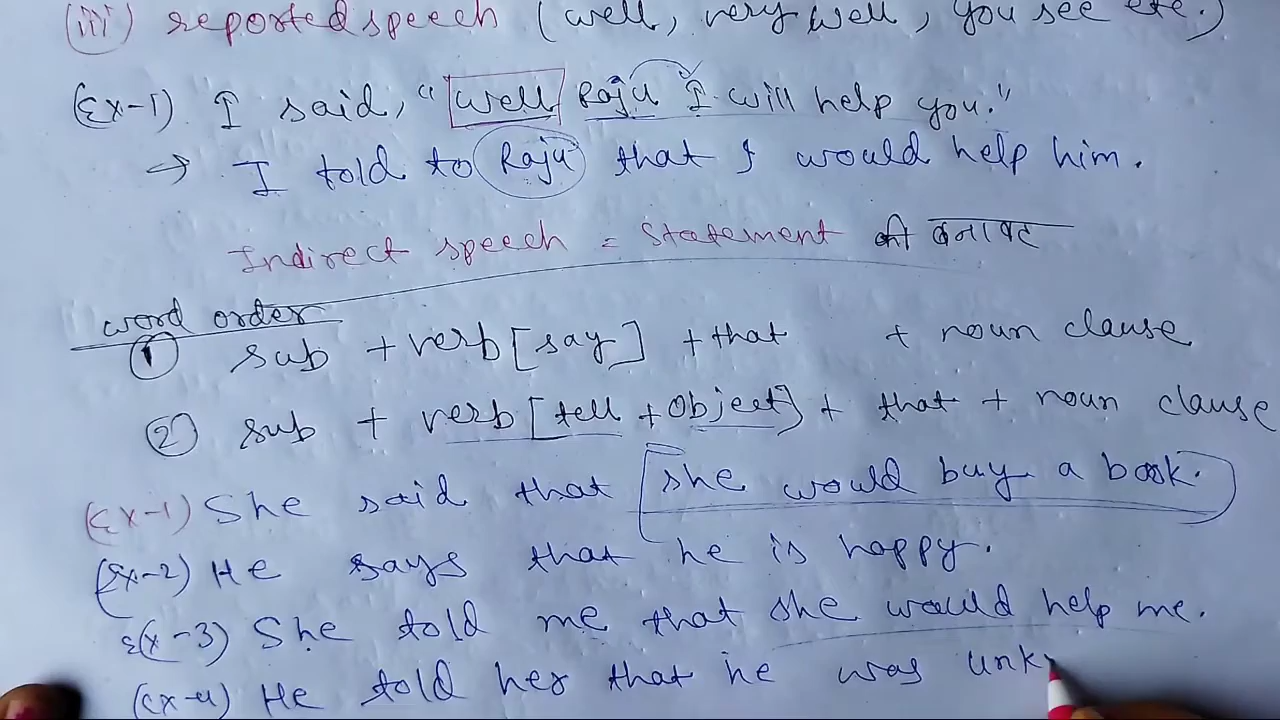 (iii) reported speech (well, very well, you see etc.)
(Ex-1) I said, "Well Raju I will help you."
→ I told to Raju that I would help him.
Indirect speech = Statement की बनावट
word order
① sub + verb [say] + that + noun clause
② sub + verb [tell + Object] + that + noun clause
(Ex-1) She said that [she would buy a book.
(Ex-2) He says that he is happy.
Ex-3) She told me that she would help me.
(Ex-4) He told her that he was unk